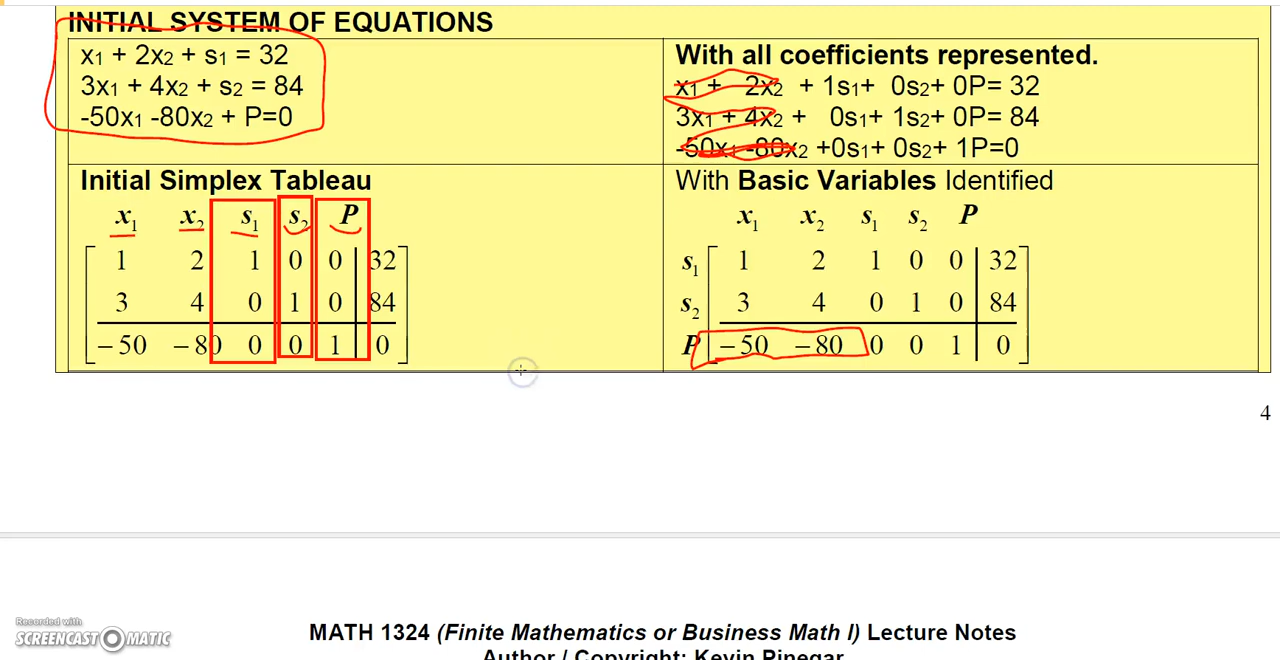 INITIAL SYSTEM OF EQUATIONS
x1 + 2x2 + s1 = 32
3x1 + 4x2 + s2 = 84
-50x1 -80x2 + P=0
With all coefficients represented.
x1 + 2x2 + 1s1+ 0s2+ 0P= 32
3x1 + 4x2 + 0s1+ 1s2+ 0P= 84
-50x1 -80x2 +0s1+ 0s2+ 1P=0
Initial Simplex Tableau
x1 x2 s1 s2 P
1 2 1 0 0 32
3 4 0 1 0 84
−50 −80 0 0 1 0
With Basic Variables Identified
x1 x2 s1 s2 P
s1 1 2 1 0 0 32
s2 3 4 0 1 0 84
P −50 −80 0 0 1 0
4
Recorded with
SCREENCAST O MATIC
MATH 1324 (Finite Mathematics or Business Math I) Lecture Notes
Author / Copyright: Kevin Pinegar